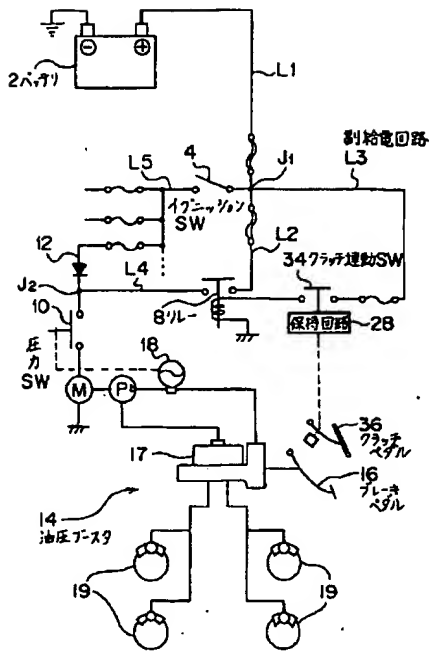 ⊖
⊕
2バッテリ
L1
L5
4
J1
副給電回路
L3
イグニッション
SW
L2
12
34クラッチ連動SW
J2
L4
8リレー
10
保持回路
28
圧力
SW
18
M
P
36
クラッチ
ペダル
17
16
ブレーキ
ペダル
14
油圧ブースタ
19
19